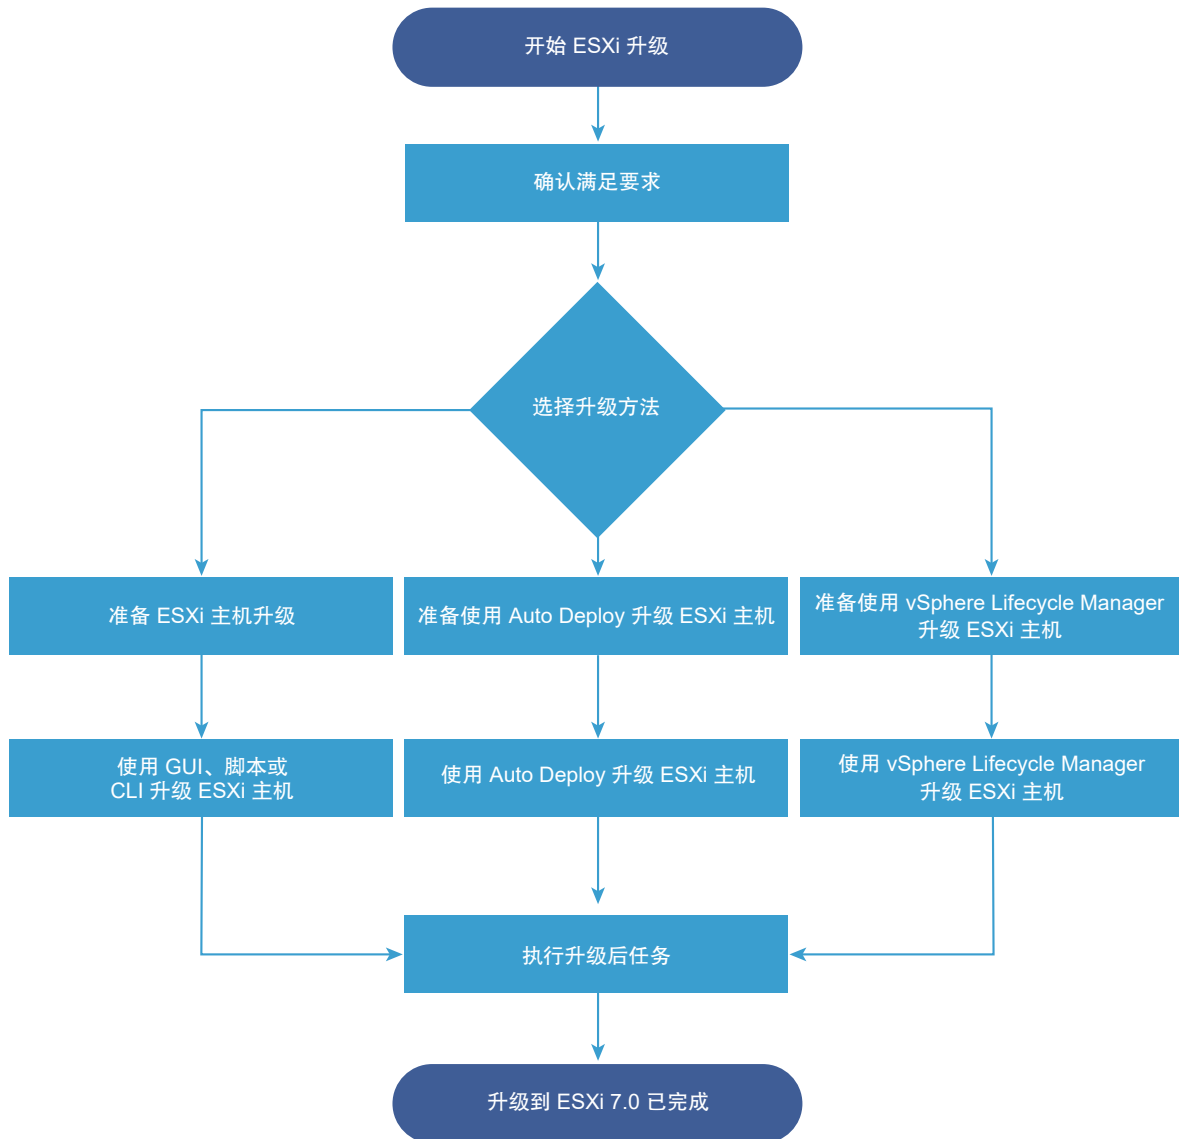 开始 ESXi 升级
确认满足要求
选择升级方法
准备 ESXi 主机升级
准备使用 Auto Deploy 升级 ESXi 主机
准备使用 vSphere Lifecycle Manager
升级 ESXi 主机
使用 GUI、脚本或
CLI 升级 ESXi 主机
使用 Auto Deploy 升级 ESXi 主机
使用 vSphere Lifecycle Manager
升级 ESXi 主机
执行升级后任务
升级到 ESXi 7.0 已完成